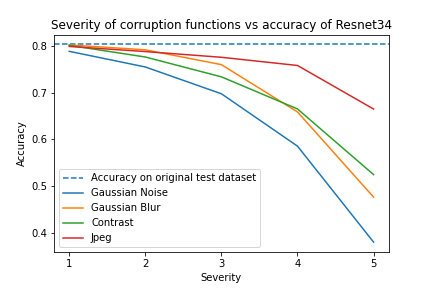 Severity of corruption functions vs accuracy of Resnet34
0.8
0.7
0.6
0.5
0.4
Accuracy
Accuracy on original test dataset
Gaussian Noise
Gaussian Blur
Contrast
Jpeg
1 2 3 4 5
Severity